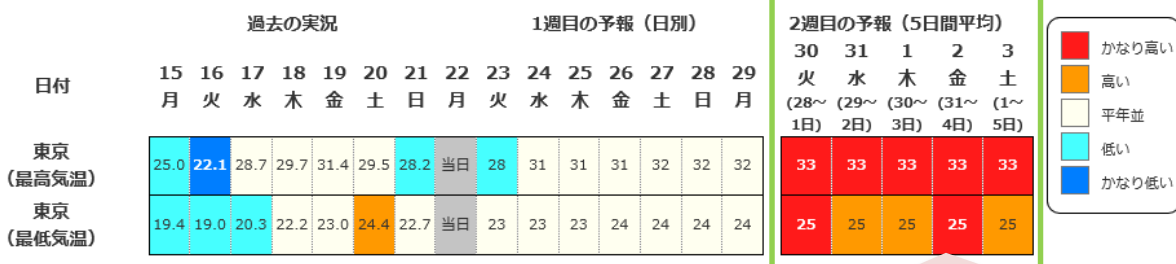 過去の実況 1週目の予報（日別） 2週目の予報（5日間平均）
日付 15 16 17 18 19 20 21 22 23 24 25 26 27 28 29 30 31 1 2 3
月 火 水 木 金 土 日 月 火 水 木 金 土 日 月 火 水 木 金 土
(28～ (29～ (30～ (31～ (1～
1日) 2日) 3日) 4日) 5日)
東京
（最高気温） 25.0 22.1 28.7 29.7 31.4 29.5 28.2 当日 28 31 31 31 32 32 32 33 33 33 33 33
東京
（最低気温） 19.4 19.0 20.3 22.2 23.0 24.4 22.7 当日 23 23 23 24 24 24 24 25 25 25 25 25
かなり高い
高い
平年並
低い
かなり低い